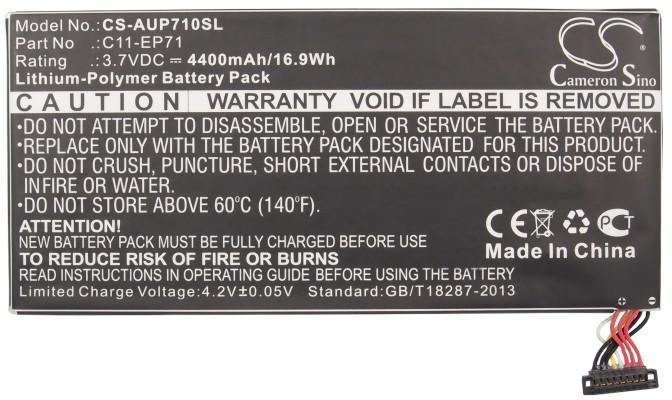 Model No.: CS-AUP710SL
Part No : C11-EP71
Rating : 3.7VDC ⎓ 4400mAh/16.9Wh
Lithium-Polymer Battery Pack
CS
Cameron Sino
CAUTION WARRANTY VOID IF LABEL IS REMOVED
•DO NOT ATTEMPT TO DISASSEMBLE, OPEN OR SERVICE THE BATTERY PACK.
•REPLACE ONLY WITH THE BATTERY PACK DESIGNATED FOR THIS PRODUCT.
•DO NOT CRUSH, PUNCTURE, SHORT EXTERNAL CONTACTS OR DISPOSE OF
IN FIRE OR WATER.
•DO NOT STORE ABOVE 60°C (140°F).
ATTENTION!
NEW BATTERY PACK MUST BE FULLY CHARGED BEFORE USE
TO REDUCE RISK OF FIRE OR BURNS
READ INSTRUCTIONS IN DEVICE OPERATING GUIDE BEFORE USE
Limited Charge Voltage:4.2V±0.05V Standard:GB/T18287-2013
CE PCT
Made In China
+ -